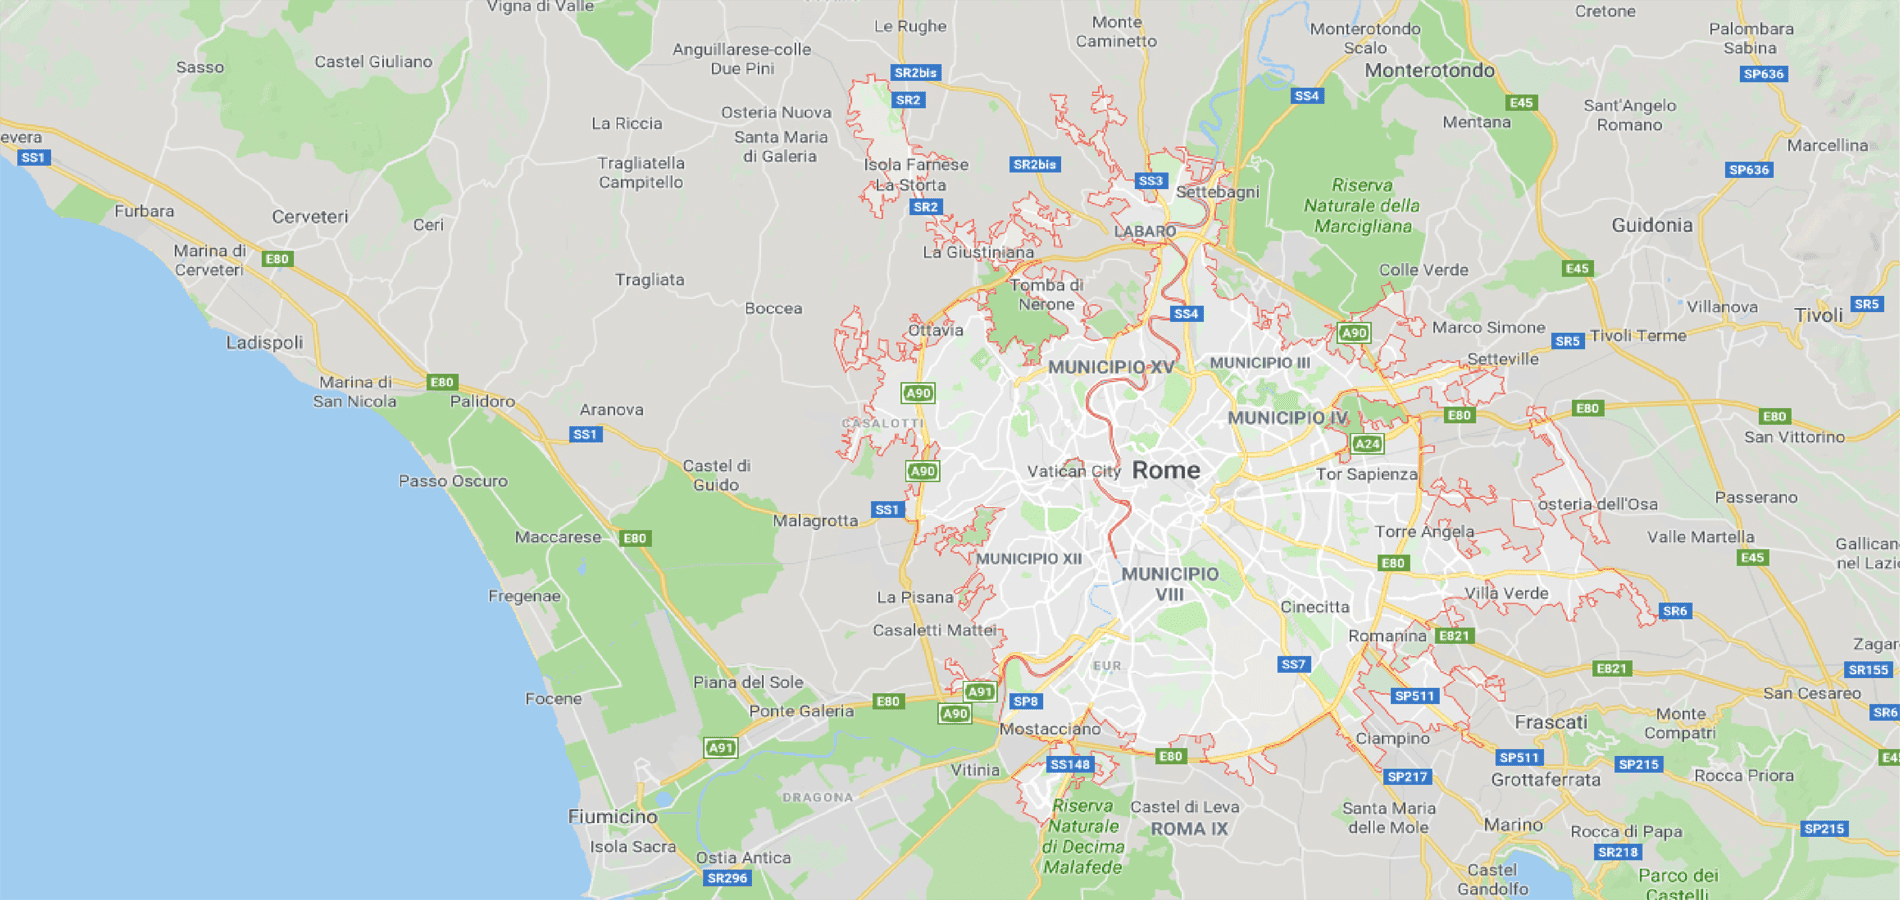 Vigna di Valle
Le Rughe
Monte
Caminetto
Monterotondo
Scalo
Cretone
Palombara
Sabina
Sasso
Castel Giuliano
Anguillarese-colle
Due Pini
SR2bis
SR2
Monterotondo
SP636
SS4
E45
Osteria Nuova
La Riccia
Santa Maria
di Galeria
Sant'Angelo
Romano
Mentana
evera
SS1
Marcellina
Tragliatella
Campitello
Isola Farnese
La Storta
SR2bis
SS3
Settebagni
SP636
Riserva
Naturale della
Marcigliana
SR2
Furbara
Cerveteri
Ceri
LABARO
Guidonia
Marina di
Cerveteri
E80
La Giustiniana
Colle Verde
E45
Tragliata
Tomba di
Nerone
Boccea
SS4
Villanova
Tivoli
SR5
Ottavia
A90
Marco Simone
SR5
Tivoli Terme
Ladispoli
MUNICIPIO XV
MUNICIPIO III
Setteville
Marina di
San Nicola
E80
Palidoro
A90
Aranova
SS1
CASALOTTI
MUNICIPIO IV
E80
E80
E80
San Vittorino
A24
Castel di
Guido
A90
Vatican City
Rome
Tor Sapienza
Passo Oscuro
SS1
Malagrotta
osteria dell'Osa
Passerano
Maccarese
E80
Torre Angela
Valle Martella
Gallican
nel Lazi
MUNICIPIO XII
E80
E45
MUNICIPIO
VIII
Fregenae
La Pisana
Cinecitta
Villa Verde
SR6
Casaletti Mattei
Romanina
E821
Zagar
EUR
SS7
E821
SR155
Piana del Sole
A91
Focene
E80
SP8
SP511
San Cesareo
Ponte Galeria
A90
SR6
Mostacciano
Frascati
Monte
Compatri
A91
Ciampino
E80
SP511
SP215
E4
Vitinia
SS148
SP217
Grottaferrata
Rocca Priora
DRAGONA
Riserva
Naturale
di Decima
Malafede
Castel di Leva
ROMA IX
Santa Maria
delle Mole
Fiumicino
Marino
Rocca di Papa
SP215
Isola Sacra
SR218
Ostia Antica
SR296
Castel
Gandolfo
Parco dei
Castelli